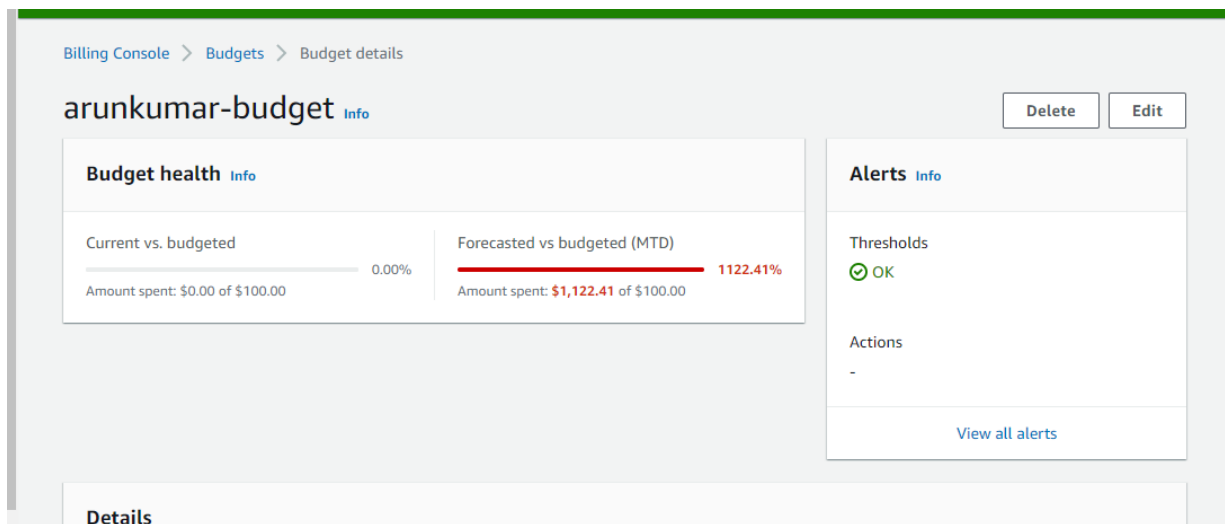 Billing Console > Budgets > Budget details
arunkumar-budget Info
Delete
Edit
Budget health Info
Current vs. budgeted
0.00%
Amount spent: $0.00 of $100.00
Forecasted vs budgeted (MTD)
1122.41%
Amount spent: $1,122.41 of $100.00
Alerts Info
Thresholds
OK
Actions
-
View all alerts
Details